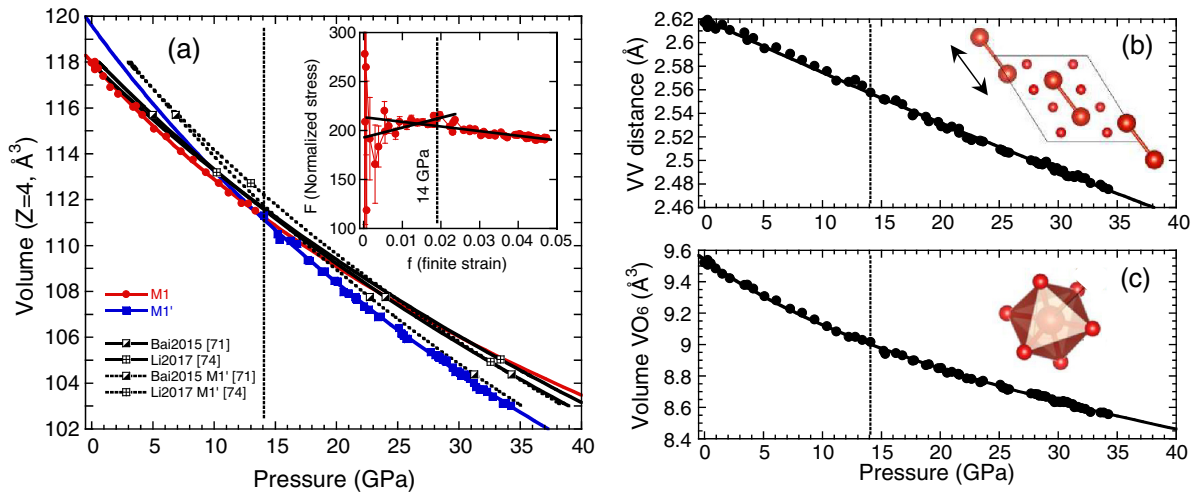 (a)
Volume (Z=4, Å³)
118
116
114
112
110
108
106
104
102
120
M1
M1'
Bai2015 [71]
Li2017 [74]
Bai2015 M1' [71]
Li2017 M1' [74]
0 5 10 15 20 25 30 35 40
Pressure (GPa)
F (Normalized stress)
300
250
200
150
100
14 GPa
0 0.01 0.02 0.03 0.04 0.05
f (finite strain)
(b)
VV distance (Å)
2.62
2.6
2.58
2.56
2.54
2.52
2.5
2.48
2.46
0 5 10 15 20 25 30 35 40
(c)
Volume VO₆ (Å³)
9.6
9.4
9.2
9
8.8
8.6
8.4
0 5 10 15 20 25 30 35 40
Pressure (GPa)